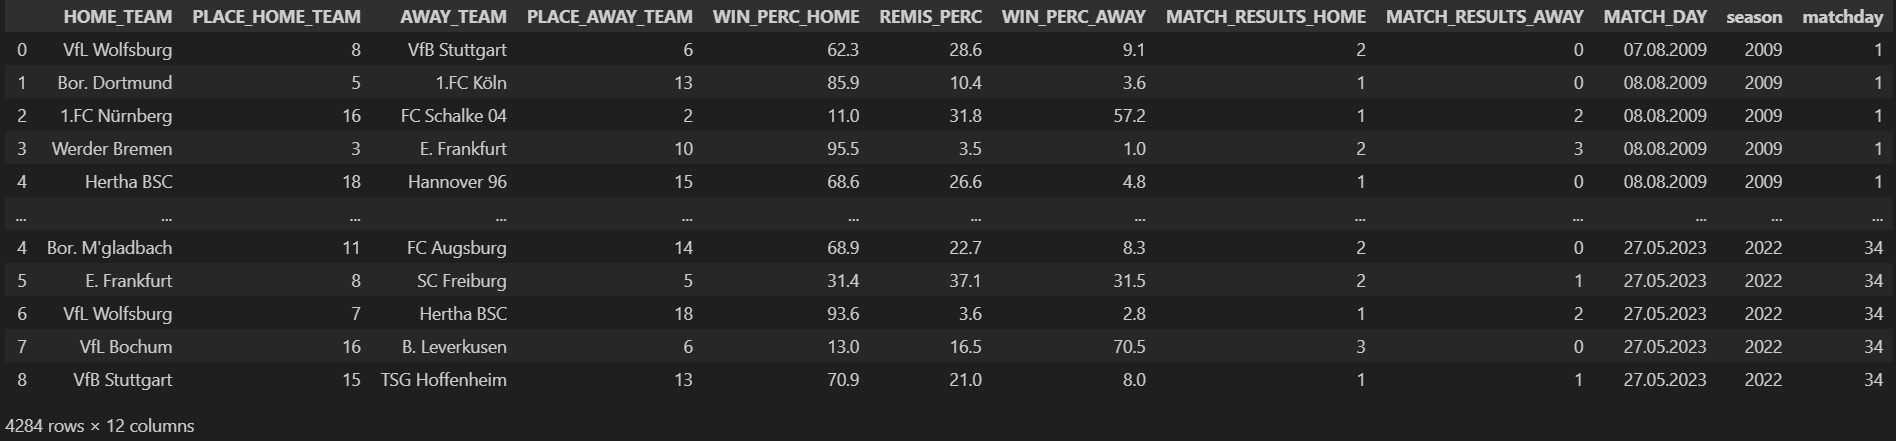 HOME_TEAM PLACE_HOME_TEAM AWAY_TEAM PLACE_AWAY_TEAM WIN_PERC_HOME REMIS_PERC WIN_PERC_AWAY MATCH_RESULTS_HOME MATCH_RESULTS_AWAY MATCH_DAY season matchday
0 VfL Wolfsburg 8 VfB Stuttgart 6 62.3 28.6 9.1 2 0 07.08.2009 2009 1
1 Bor. Dortmund 5 1.FC Köln 13 85.9 10.4 3.6 1 0 08.08.2009 2009 1
2 1.FC Nürnberg 16 FC Schalke 04 2 11.0 31.8 57.2 1 2 08.08.2009 2009 1
3 Werder Bremen 3 E. Frankfurt 10 95.5 3.5 1.0 2 3 08.08.2009 2009 1
4 Hertha BSC 18 Hannover 96 15 68.6 26.6 4.8 1 0 08.08.2009 2009 1
... ... ... ... ... ... ... ... ... ... ... ... ...
4 Bor. M'gladbach 11 FC Augsburg 14 68.9 22.7 8.3 2 0 27.05.2023 2022 34
5 E. Frankfurt 8 SC Freiburg 5 31.4 37.1 31.5 2 1 27.05.2023 2022 34
6 VfL Wolfsburg 7 Hertha BSC 18 93.6 3.6 2.8 1 2 27.05.2023 2022 34
7 VfL Bochum 16 B. Leverkusen 6 13.0 16.5 70.5 3 0 27.05.2023 2022 34
8 VfB Stuttgart 15 TSG Hoffenheim 13 70.9 21.0 8.0 1 1 27.05.2023 2022 34
4284 rows × 12 columns